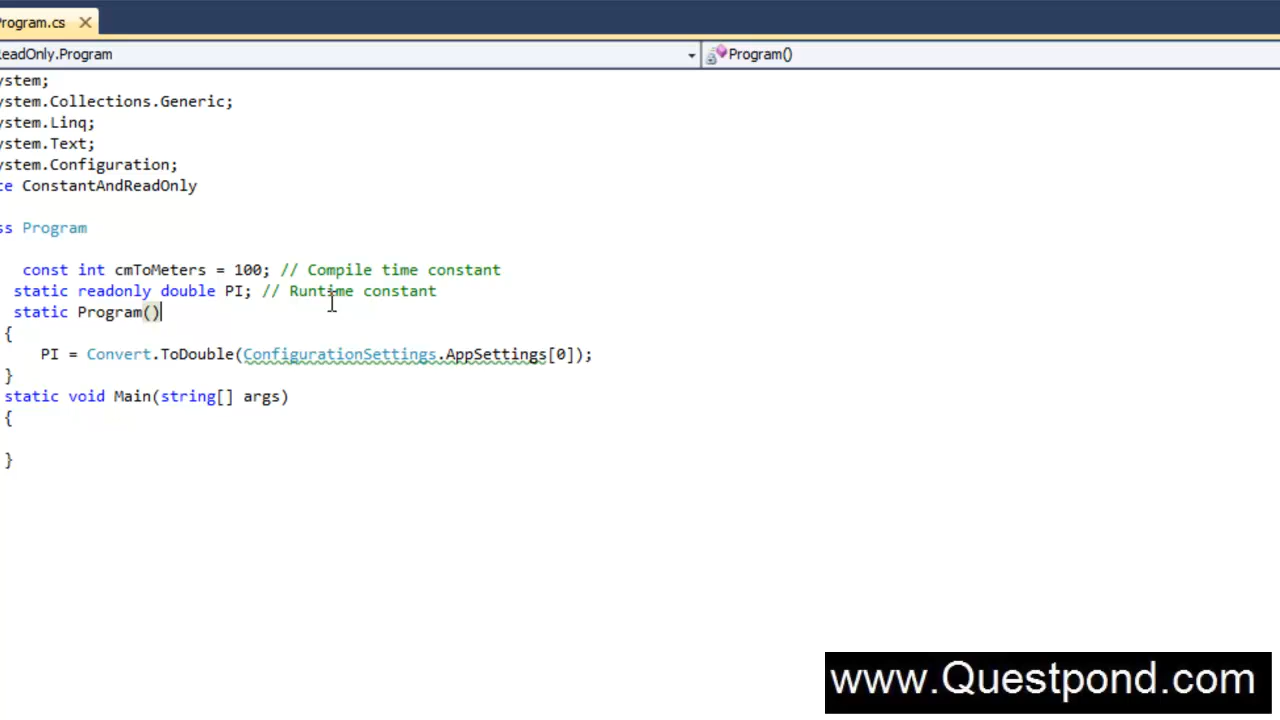 rogram.cs
eadOnly.Program
Program()
ystem;
ystem.Collections.Generic;
ystem.Linq;
ystem.Text;
ystem.Configuration;
ce ConstantAndReadOnly
ss Program
const int cmToMeters = 100; // Compile time constant
static readonly double PI; // Runtime constant
static Program()
{
PI = Convert.ToDouble(ConfigurationSettings.AppSettings[0]);
}
static void Main(string[] args)
{
}
www.Questpond.com